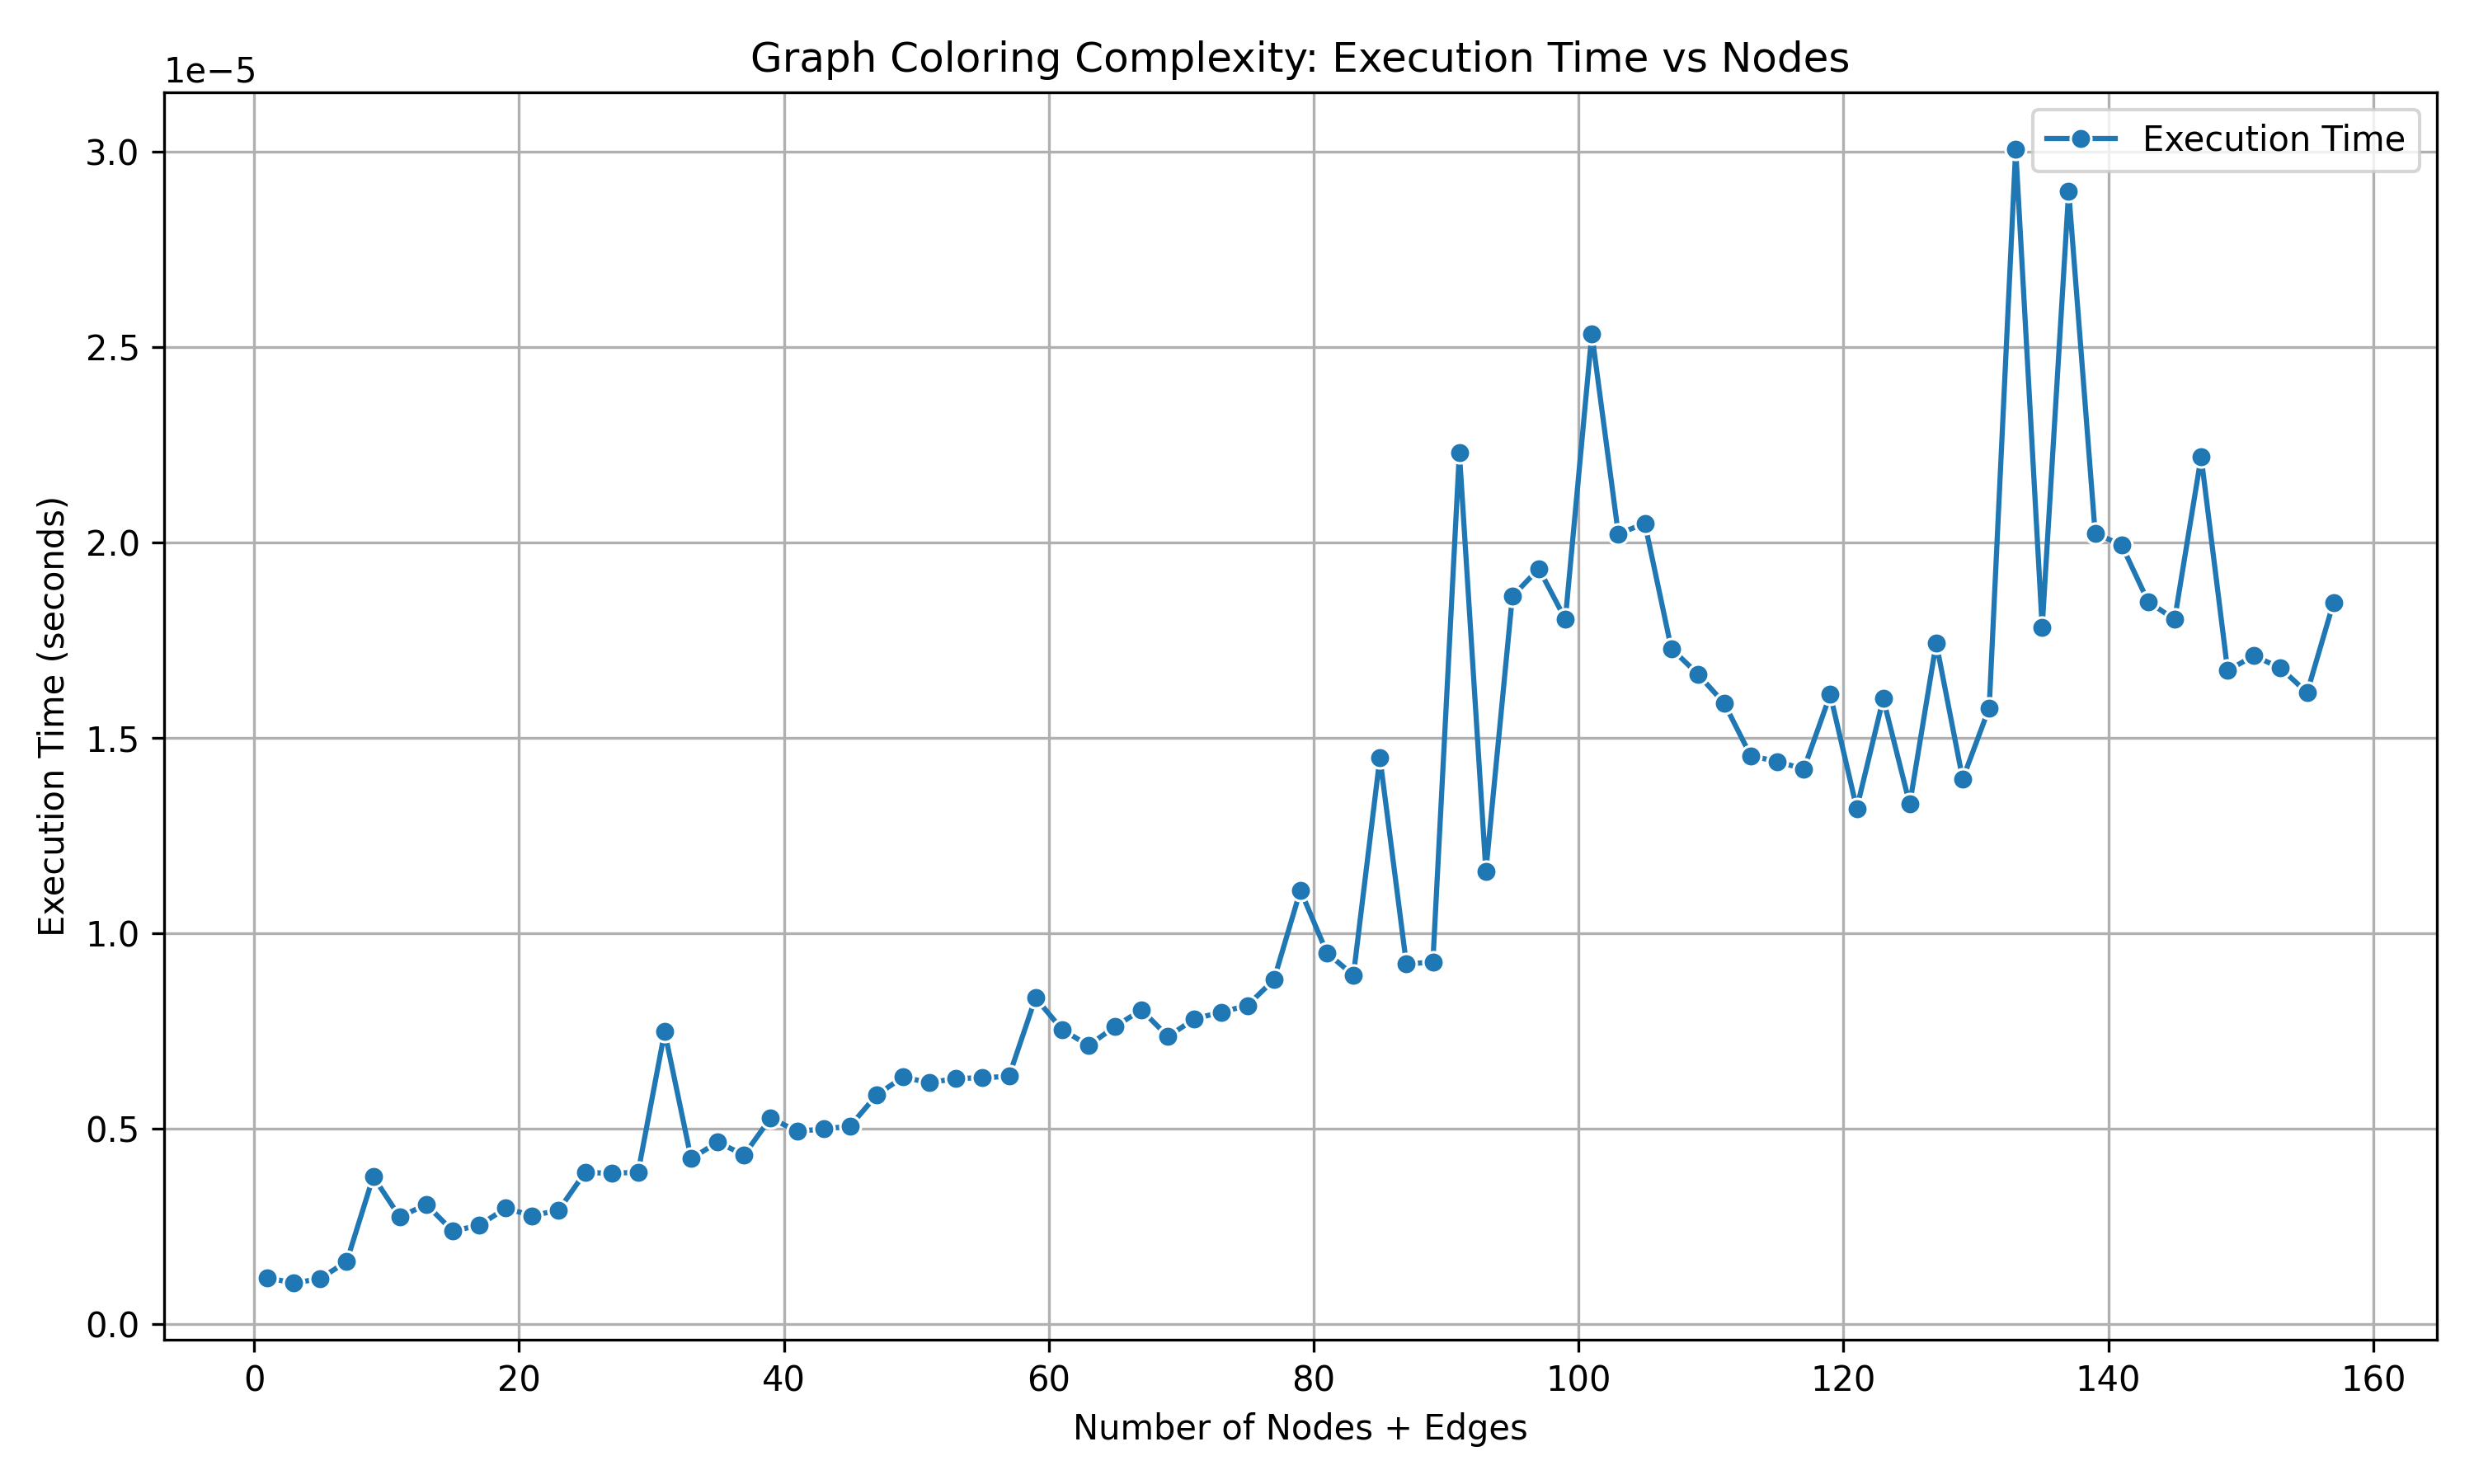 Graph Coloring Complexity: Execution Time vs Nodes
1e−5
Execution Time
3.0
2.5
2.0
1.5
1.0
0.5
0.0
Execution Time (seconds)
0 20 40 60 80 100 120 140 160
Number of Nodes + Edges